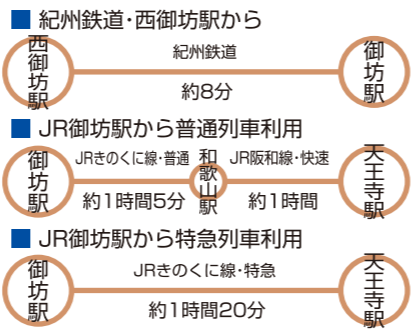 ■ 紀州鉄道・西御坊駅から
西御坊駅
紀州鉄道
約8分
御坊駅
■ JR御坊駅から普通列車利用
御坊駅
JRきのくに線・普通
約1時間5分
和歌山駅
JR阪和線・快速
約1時間
天王寺駅
■ JR御坊駅から特急列車利用
御坊駅
JRきのくに線・特急
約1時間20分
天王寺駅